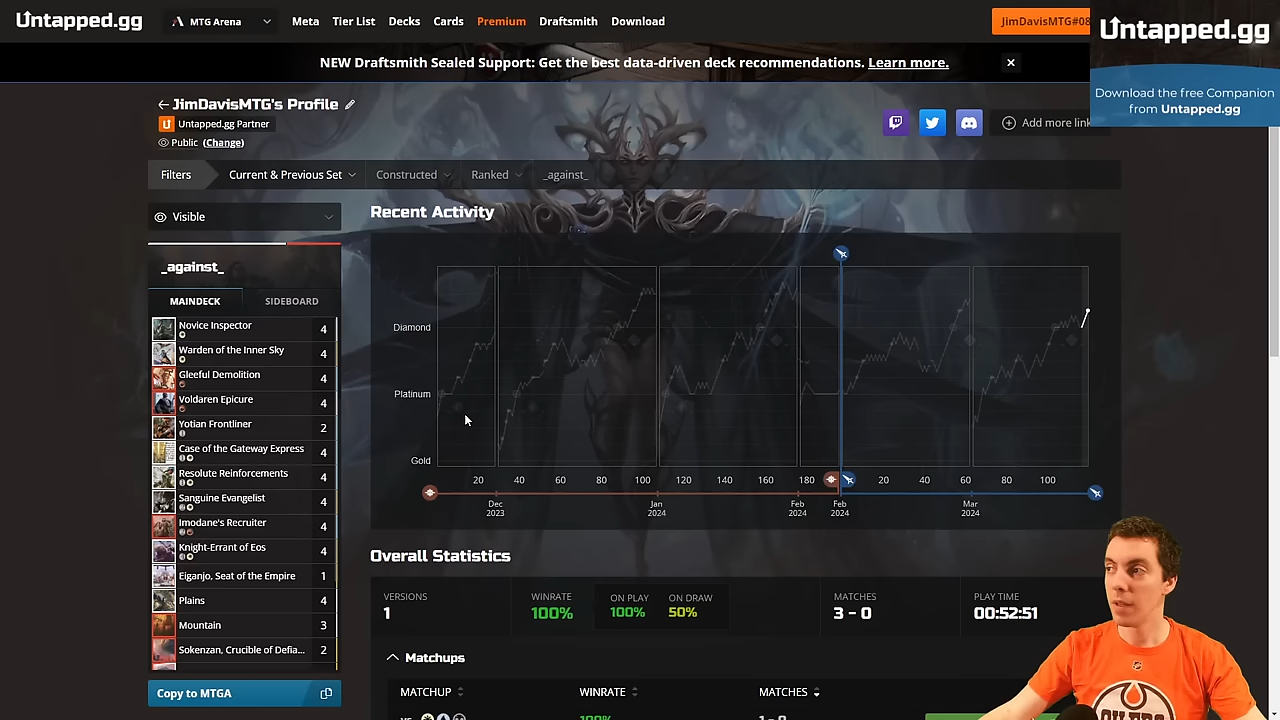 Untapped.gg
MTG Arena
Meta
Tier List
Decks
Cards
Premium
Draftsmith
Download
JimDavisMTG#08
Untapped.gg
Download the free Companion
from Untapped.gg
NEW Draftsmith Sealed Support: Get the best data-driven deck recommendations. Learn more.
JimDavisMTG's Profile
Untapped.gg Partner
Public (Change)
Add more link
Filters
Current & Previous Set
Constructed
Ranked
_against_
Visible
_against_
MAINDECK
SIDEBOARD
Novice Inspector 4
Warden of the Inner Sky 4
Gleeful Demolition 4
Voldaren Epicure 4
Yotian Frontliner 2
Case of the Gateway Express 4
Resolute Reinforcements 4
Sanguine Evangelist 4
Imodane's Recruiter 4
Knight-Errant of Eos 4
Eiganjo, Seat of the Empire 1
Plains 4
Mountain 3
Sokenzan, Crucible of Defia... 2
Copy to MTGA
Recent Activity
Diamond
Platinum
Gold
20 40 60 80 100 120 140 160 180 20 40 60 80 100
Dec 2023
Jan 2024
Feb 2024
Feb 2024
Mar 2024
Overall Statistics
VERSIONS
1
WINRATE
100%
ON PLAY
100%
ON DRAW
50%
MATCHES
3 - 0
PLAY TIME
00:52:51
Matchups
MATCHUP
WINRATE
MATCHES
OILERS